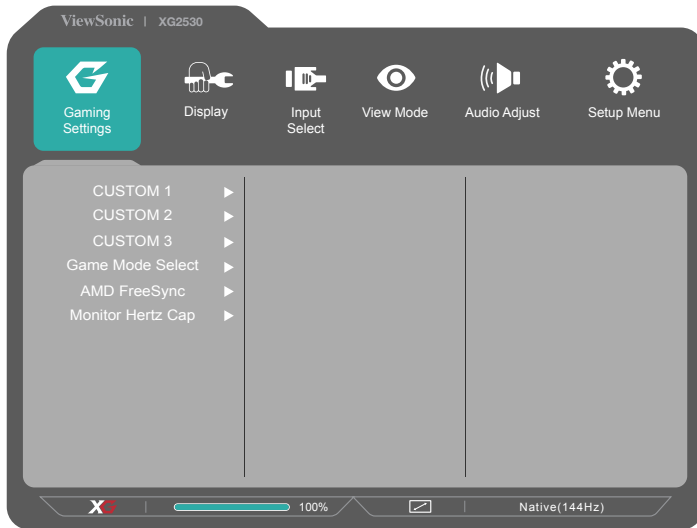 ViewSonic | XG2530
Gaming
Settings
Display
Input
Select
View Mode
Audio Adjust
Setup Menu
CUSTOM 1
CUSTOM 2
CUSTOM 3
Game Mode Select
AMD FreeSync
Monitor Hertz Cap
XG | 100% | Native(144Hz)